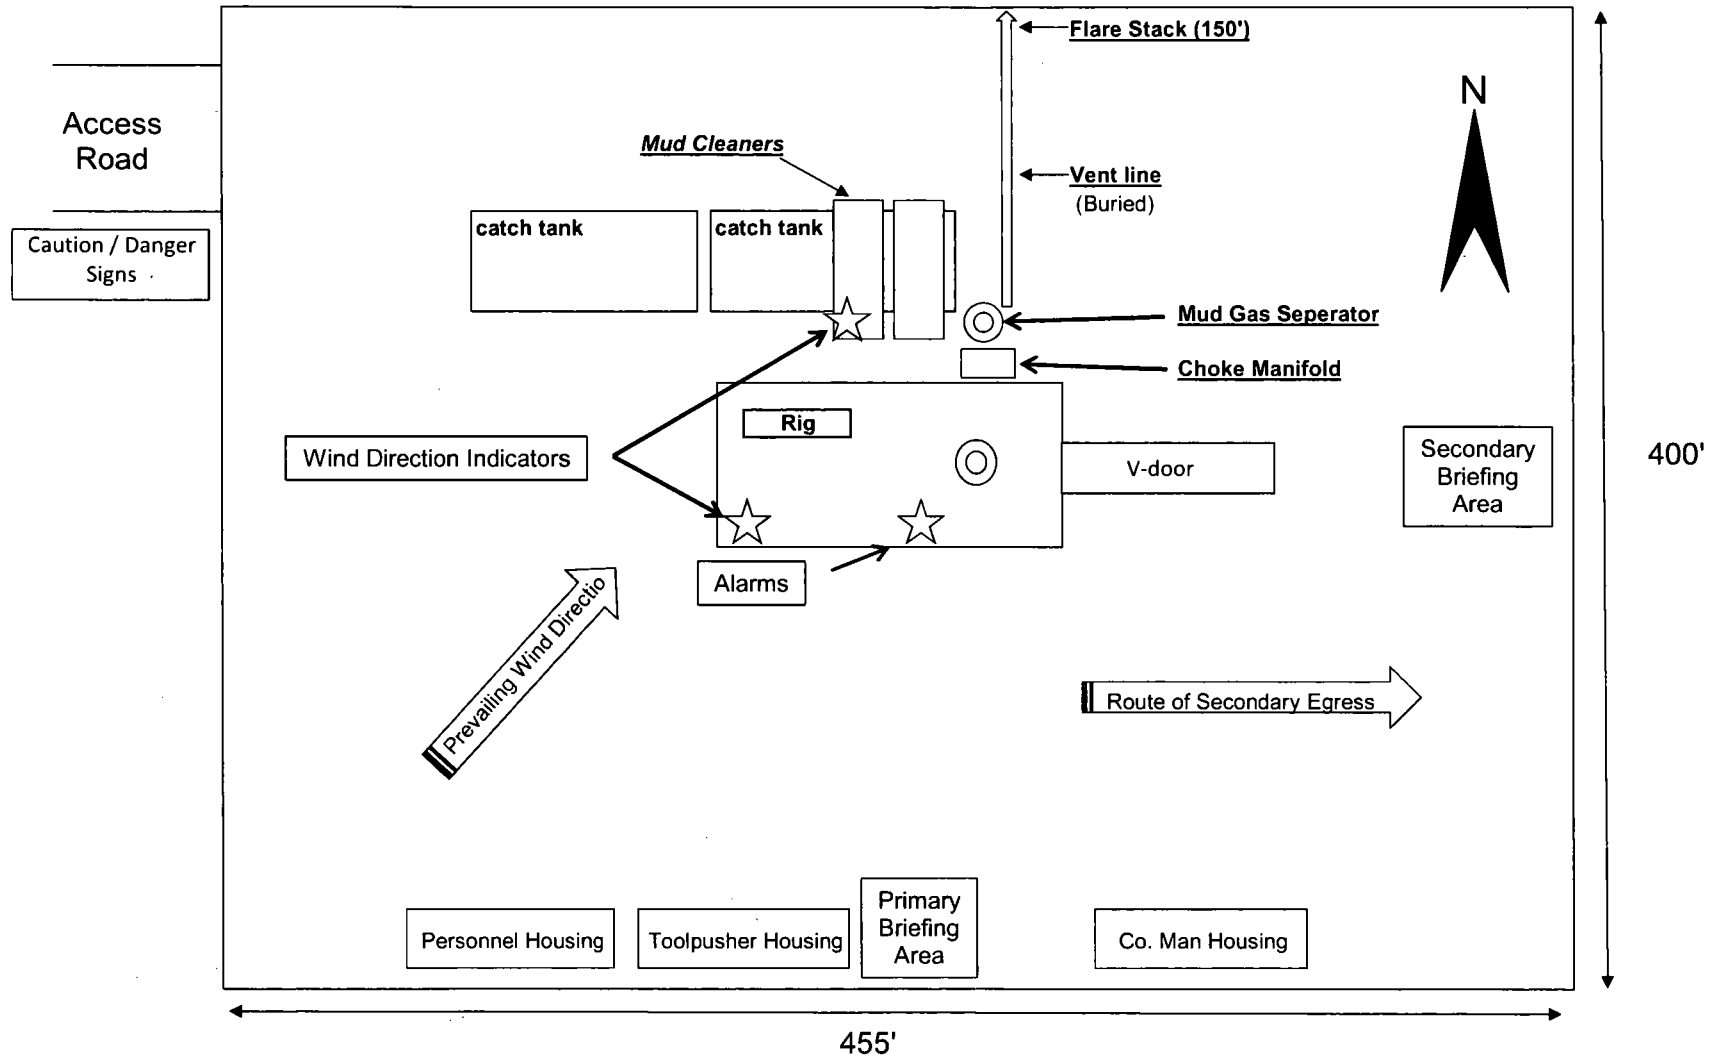 Flare Stack (150')
N
Access
Road
Mud Cleaners
Vent line
(Buried)
catch tank
catch tank
Caution / Danger
Signs
Mud Gas Seperator
Choke Manifold
Rig
Wind Direction Indicators
V-door
Secondary
Briefing
Area
400'
Alarms
Prevailing Wind Directio
Route of Secondary Egress
Primary
Briefing
Area
Personnel Housing
Toolpusher Housing
Co. Man Housing
455'